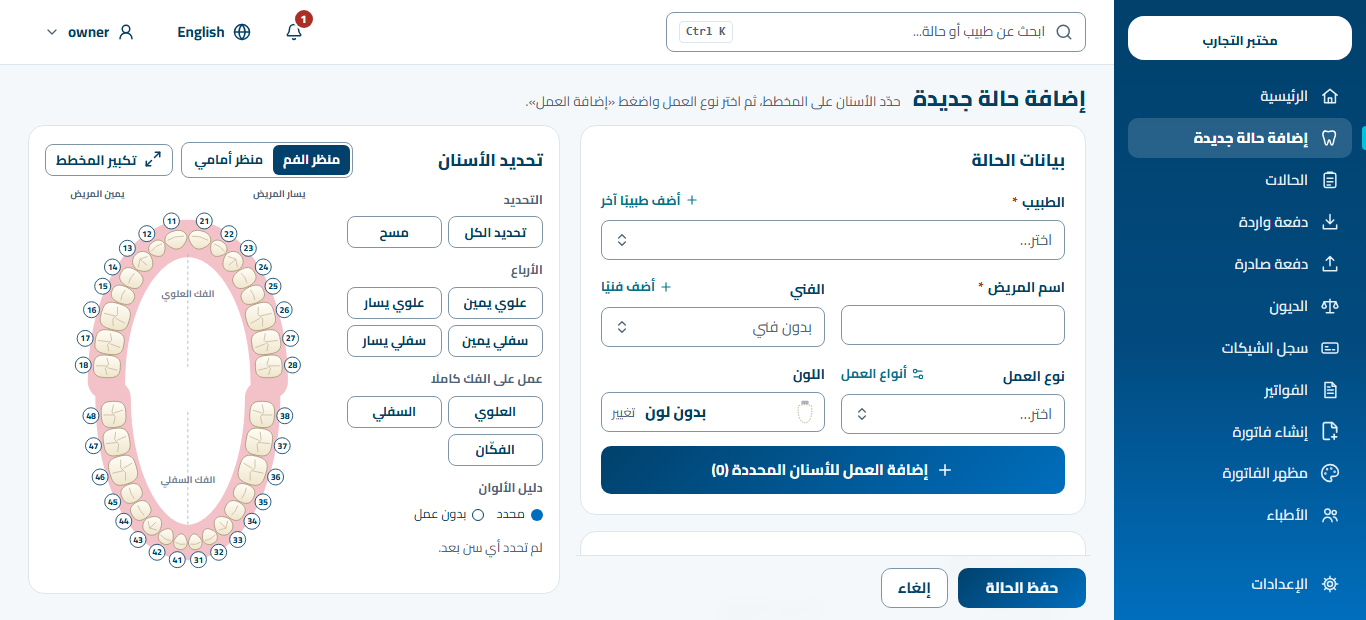 مختبر التجارب
الرئيسية
إضافة حالة جديدة
الحالات
دفعة واردة
دفعة صادرة
الديون
سجل الشيكات
الفواتير
إنشاء فاتورة
مظهر الفاتورة
الأطباء
الإعدادات
ابحث عن طبيب أو حالة...
Ctrl K
1
English
owner
إضافة حالة جديدة
حدّد الأسنان على المخطط، ثم اختر نوع العمل واضغط «إضافة العمل».
بيانات الحالة
الطبيب *
+ أضف طبيبًا آخر
اختر...
اسم المريض *
الفني
+ أضف فنيًا
بدون فني
نوع العمل
أنواع العمل
اللون
اختر...
بدون لون
تغيير
+ إضافة العمل للأسنان المحددة (0)
حفظ الحالة
إلغاء
تحديد الأسنان
منظر الفم
منظر أمامي
تكبير المخطط
التحديد
تحديد الكل
مسح
الأرباع
علوي يمين
علوي يسار
سفلي يمين
سفلي يسار
عمل على الفك كاملًا
العلوي
السفلي
الفكّان
دليل الألوان
محدد
بدون عمل
لم تحدد أي سن بعد.
يسار المريض
يمين المريض
11 21
12 22
13 23
14 24
15 25
16 26
17 27
18 28
الفك العلوي
48 38
47 37
46 36
45 35
44 34
43 33
42 32
41 31
الفك السفلي